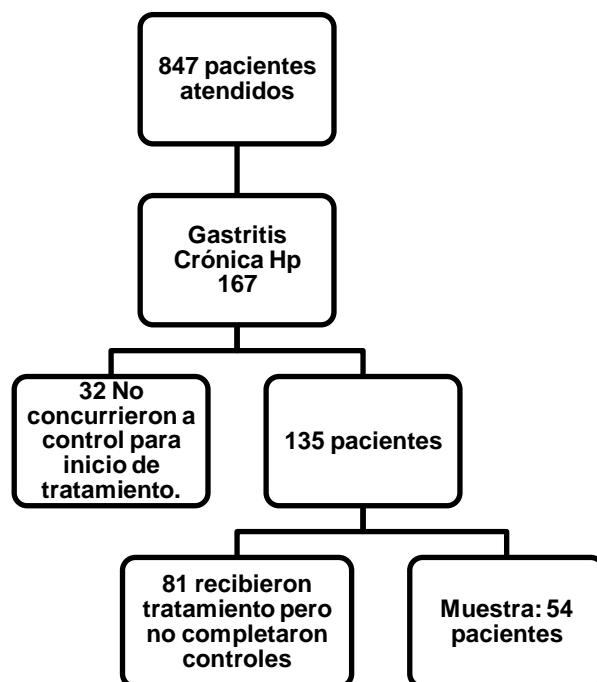 847 pacientes
atendidos
Gastritis
Crónica Hp
167
32 No
concurrieron a
control para
inicio de
tratamiento.
135 pacientes
81 recibieron
tratamiento pero
no completaron
controles
Muestra: 54
pacientes